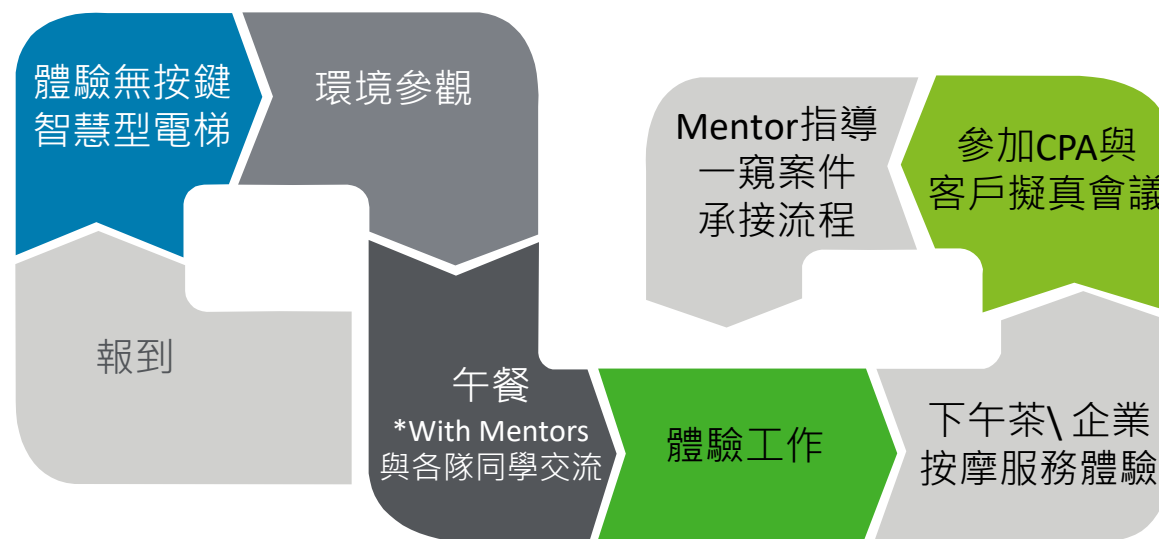 報到
體驗無按鍵
智慧型電梯
環境參觀
午餐
*With Mentors
與各隊同學交流
體驗工作
下午茶\ 企業
按摩服務體驗
參加CPA與
客戶擬真會議
Mentor指導
一窺案件
承接流程